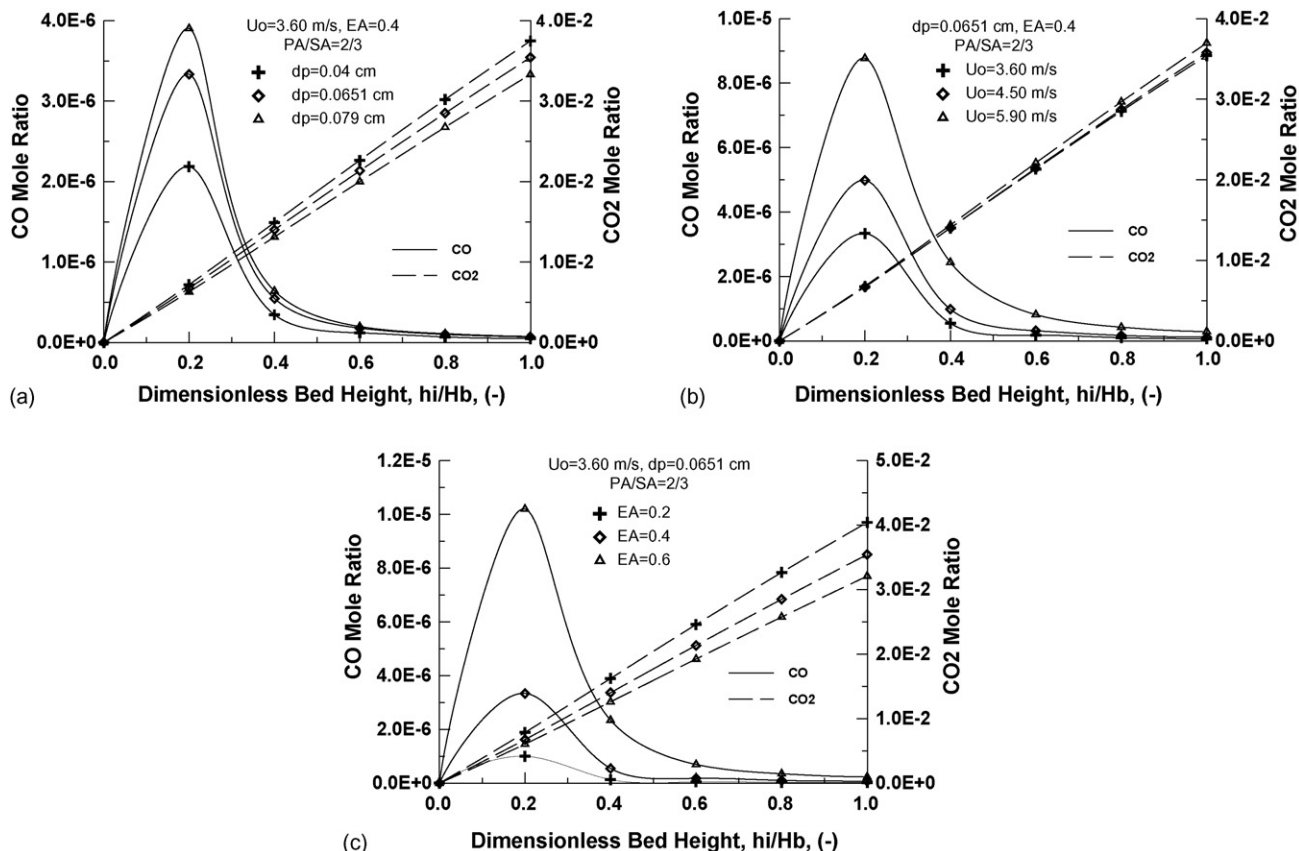 Uo=3.60 m/s, EA=0.4
PA/SA=2/3
dp=0.04 cm
dp=0.0651 cm
dp=0.079 cm
CO
CO2
4.0E-6
3.0E-6
2.0E-6
1.0E-6
0.0E+0
CO Mole Ratio
4.0E-2
3.0E-2
2.0E-2
1.0E-2
0.0E+0
CO2 Mole Ratio
0.0 0.2 0.4 0.6 0.8 1.0
Dimensionless Bed Height, hi/Hb, (-)
(a)
dp=0.0651 cm, EA=0.4
PA/SA=2/3
Uo=3.60 m/s
Uo=4.50 m/s
Uo=5.90 m/s
CO
CO2
1.0E-5
8.0E-6
6.0E-6
4.0E-6
2.0E-6
0.0E+0
CO Mole Ratio
4.0E-2
3.0E-2
2.0E-2
1.0E-2
0.0E+0
CO2 Mole Ratio
0.0 0.2 0.4 0.6 0.8 1.0
Dimensionless Bed Height, hi/Hb, (-)
(b)
Uo=3.60 m/s, dp=0.0651 cm
PA/SA=2/3
EA=0.2
EA=0.4
EA=0.6
CO
CO2
1.2E-5
1.0E-5
8.0E-6
6.0E-6
4.0E-6
2.0E-6
0.0E+0
CO Mole Ratio
5.0E-2
4.0E-2
3.0E-2
2.0E-2
1.0E-2
0.0E+0
CO2 Mole Ratio
0.0 0.2 0.4 0.6 0.8 1.0
Dimensionless Bed Height, hi/Hb, (-)
(c)